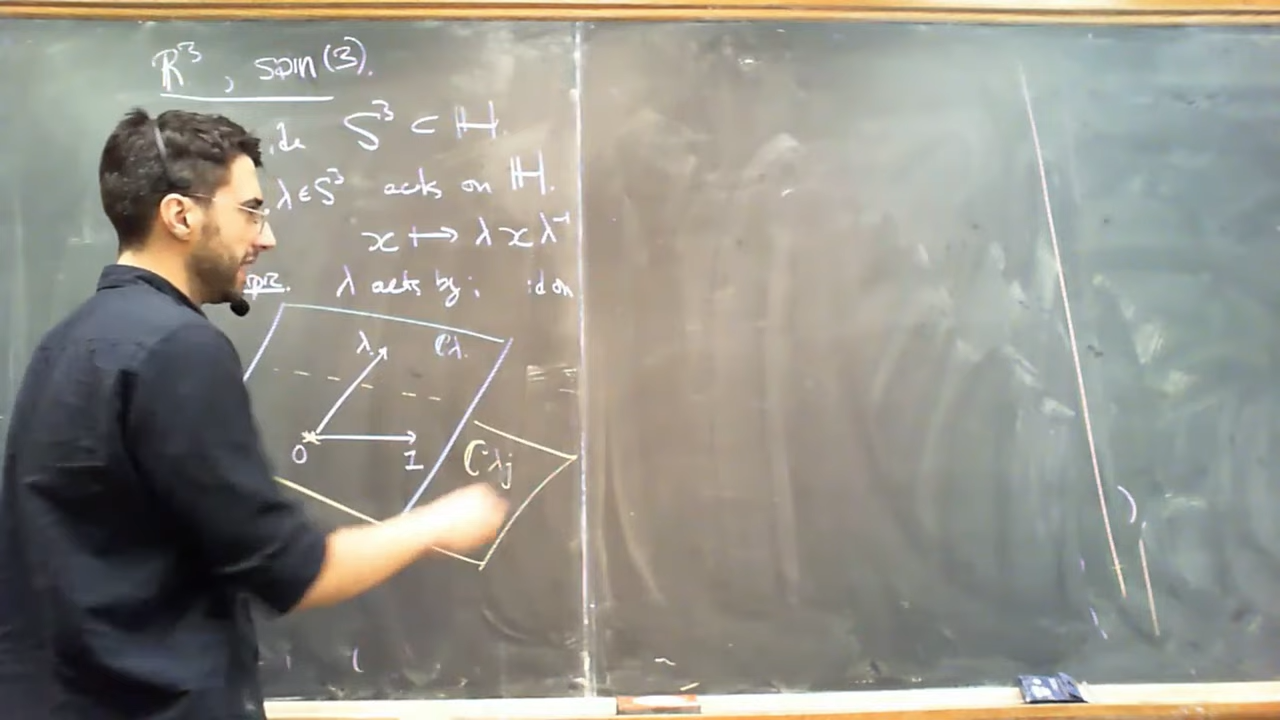 ℝ³, spin(3).
S³ ⊂ ℍ.
λ ∈ S³ acts on ℍ.
x ↦ λxλ⁻¹
λ acts by: id on
λ ℂλ.
0 1
ℂλj